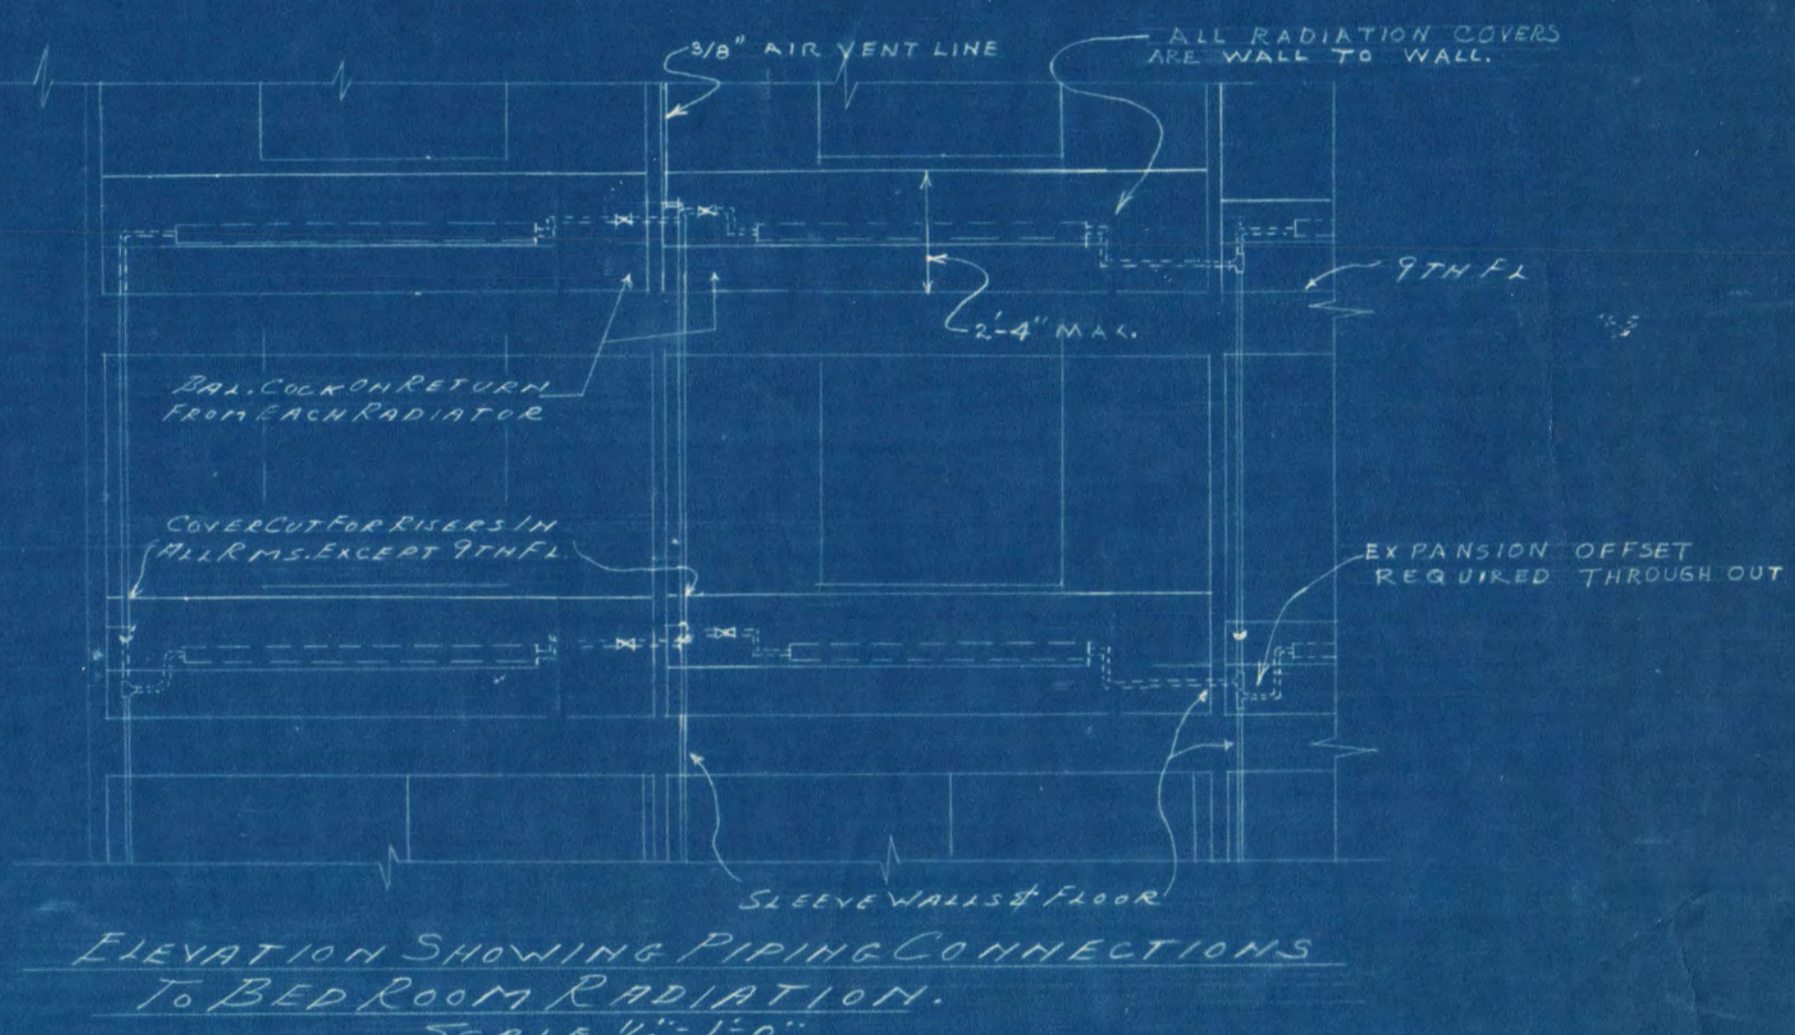 3/8" AIR VENT LINE
ALL RADIATION COVERS
ARE WALL TO WALL.
9TH FL
2'-4" MAX.
BAL. COCK ON RETURN
FROM EACH RADIATOR
COVER CUT FOR RISERS IN
ALL RMS. EXCEPT 9TH FL.
EXPANSION OFFSET
REQUIRED THROUGH OUT
SLEEVE WALLS & FLOOR
ELEVATION SHOWING PIPING CONNECTIONS
TO BED ROOM RADIATION.
SCALE